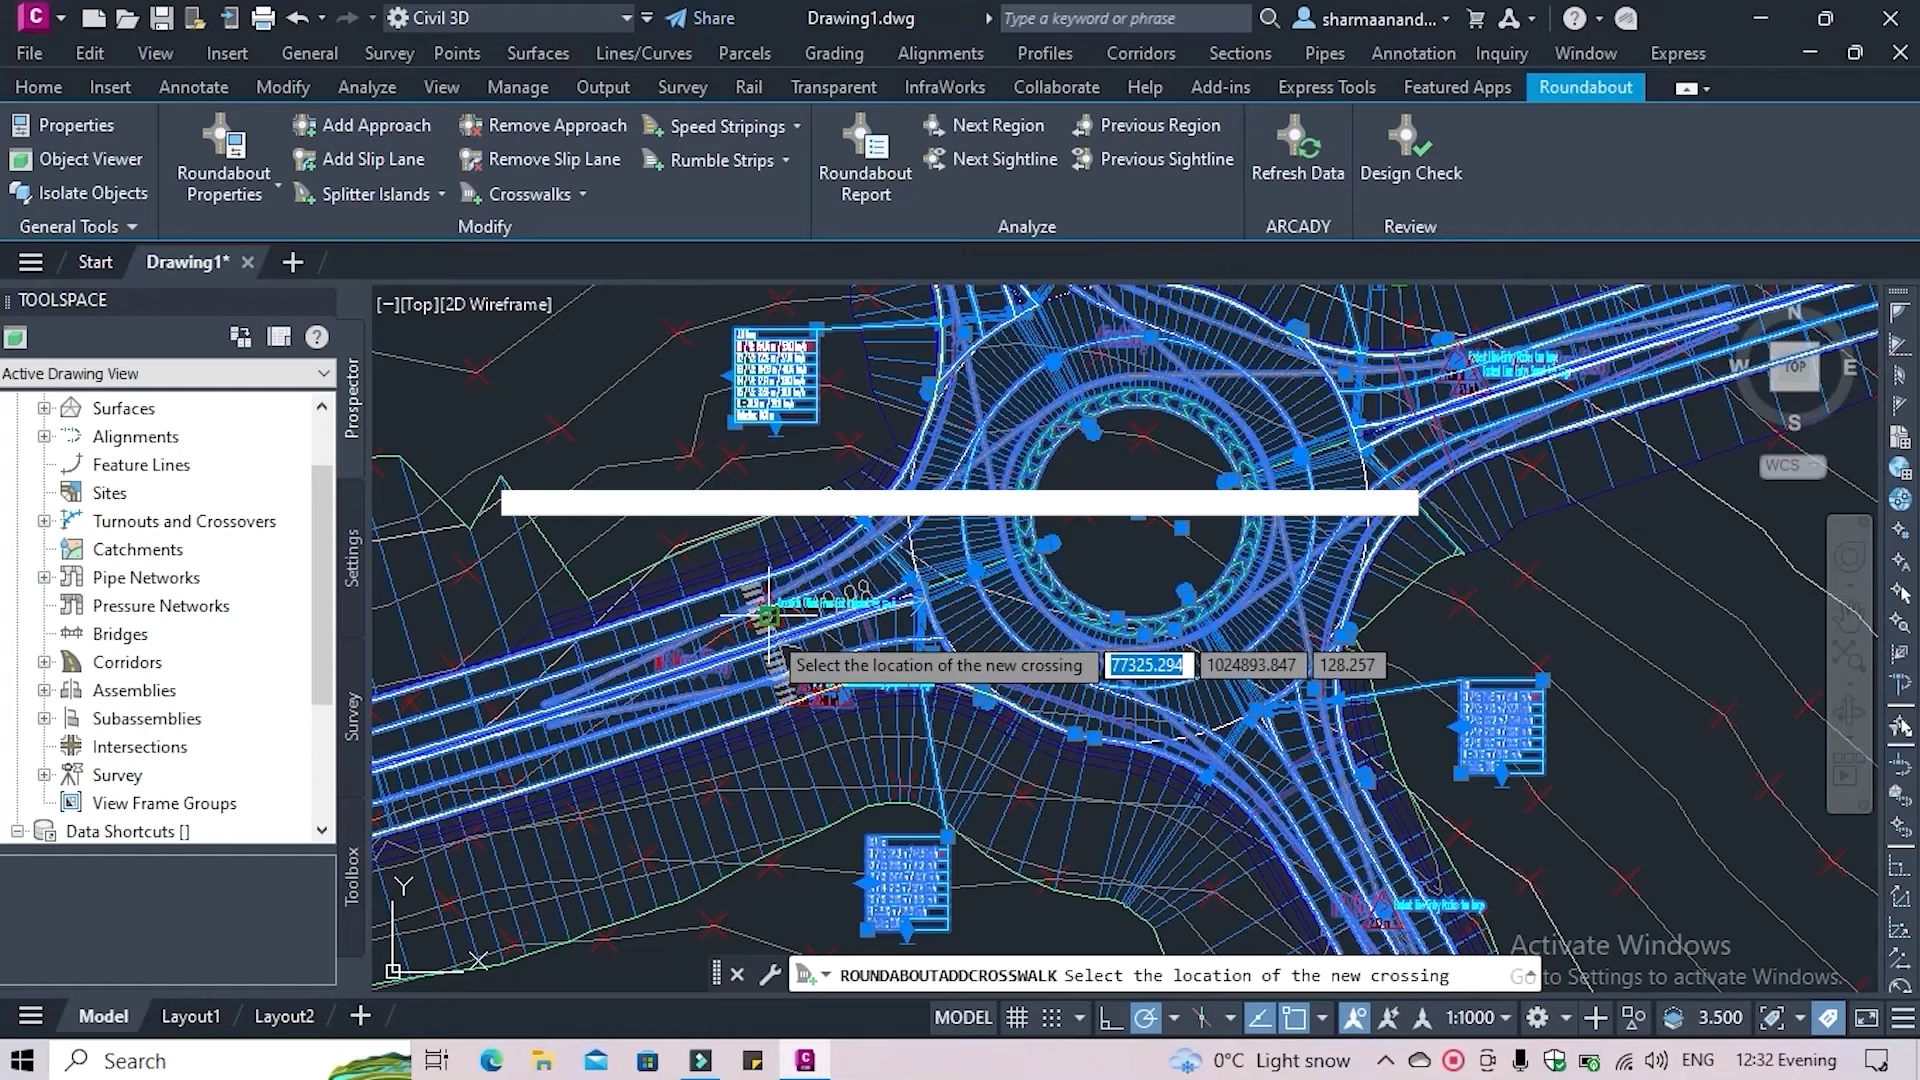 Civil 3D
Share
Drawing1.dwg
Type a keyword or phrase
sharmaanand...
File Edit View Insert General Survey Points Surfaces Lines/Curves Parcels Grading Alignments Profiles Corridors Sections Pipes Annotation Inquiry Window Express
Home Insert Annotate Modify Analyze View Manage Output Survey Rail Transparent InfraWorks Collaborate Help Add-ins Express Tools Featured Apps Roundabout
Properties
Object Viewer
Isolate Objects
General Tools
Roundabout
Properties
Add Approach
Add Slip Lane
Splitter Islands
Remove Approach
Remove Slip Lane
Crosswalks
Speed Stripings
Rumble Strips
Modify
Roundabout
Report
Next Region
Next Sightline
Previous Region
Previous Sightline
Analyze
Refresh Data
ARCADY
Design Check
Review
Start
Drawing1*
TOOLSPACE
Active Drawing View
Surfaces
Alignments
Feature Lines
Sites
Turnouts and Crossovers
Catchments
Pipe Networks
Pressure Networks
Bridges
Corridors
Assemblies
Subassemblies
Intersections
Survey
View Frame Groups
Data Shortcuts []
Prospector
Settings
Survey
Toolbox
[−][Top][2D Wireframe]
N
W
TOP
E
S
WCS
Select the location of the new crossing
77325.294
1024893.847
128.257
Y
X
ROUNDABOUTADDCROSSWALK Select the location of the new crossing
Activate Windows
Go to Settings to activate Windows.
Model
Layout1
Layout2
MODEL
1:1000
3.500
Search
0°C Light snow
ENG
12:32 Evening